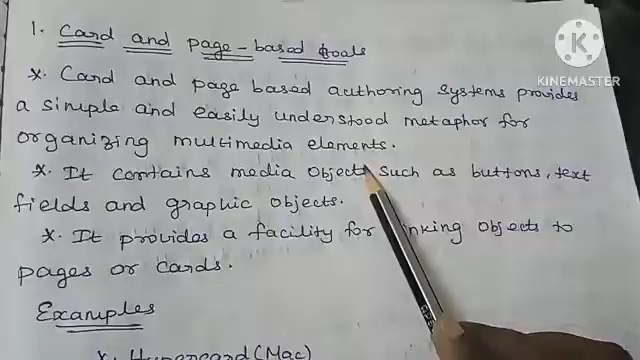 1. Card and page-based tools
KINEMASTER
*. Card and page based authoring systems provides
a simple and easily understood metaphor for
organizing multimedia elements.
*. It contains media objects such as buttons, text
fields and graphic objects.
*. It provides a facility for linking objects to
pages or cards.
Examples
*. Hypercard (Mac)